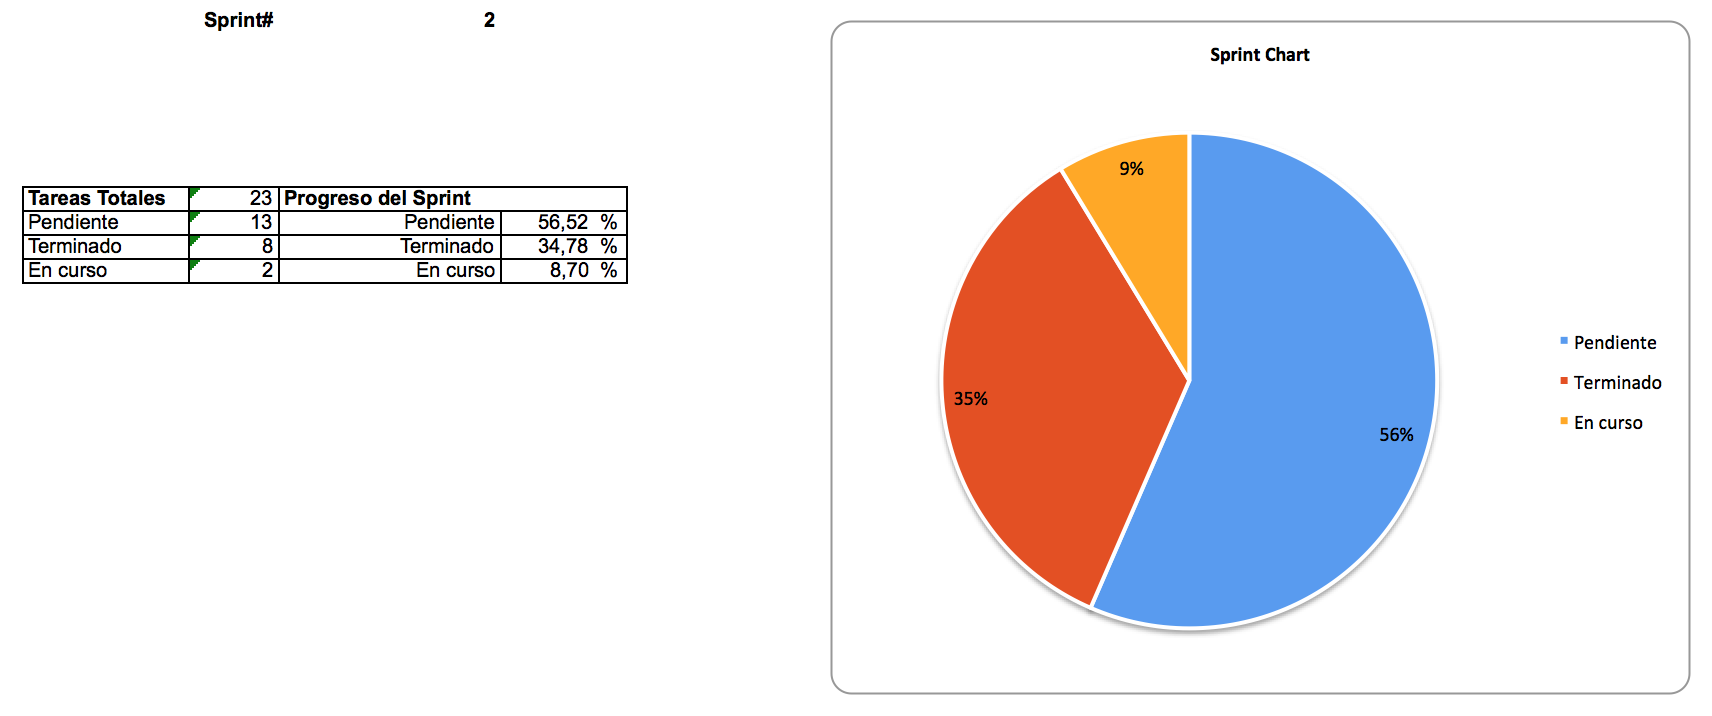 Sprint# 2
Tareas Totales 23 Progreso del Sprint
Pendiente 13 Pendiente 56,52 %
Terminado 8 Terminado 34,78 %
En curso 2 En curso 8,70 %
Sprint Chart
9%
35%
56%
Pendiente
Terminado
En curso